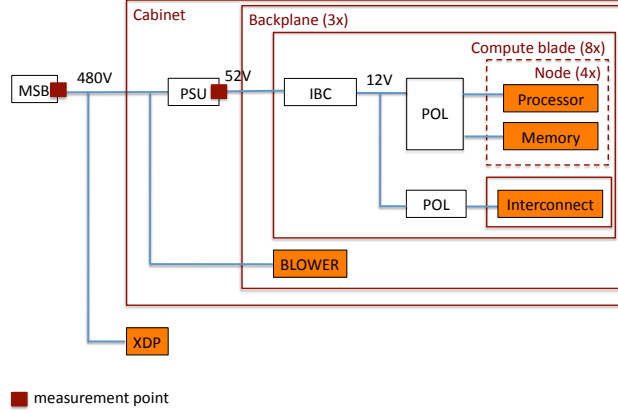 Cabinet
Backplane (3x)
Compute blade (8x)
Node (4x)
480V
52V
12V
MSB
PSU
IBC
POL
Processor
Memory
POL
Interconnect
BLOWER
XDP
measurement point